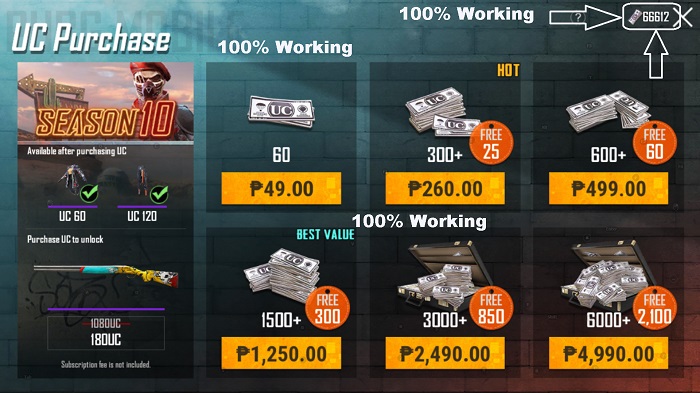 100% Working
?
66612
X
UC Purchase
100% Working
SEASON 10
Available after purchasing UC
UC 60
UC 120
Purchase UC to unlock
1080UC
180UC
Subscription fee is not included.
60
₱49.00
HOT
UC
300+
FREE
25
₱260.00
UC
600+
FREE
60
₱499.00
100% Working
BEST VALUE
1500+
FREE
300
₱1,250.00
3000+
FREE
850
₱2,490.00
6000+
FREE
2,100
₱4,990.00